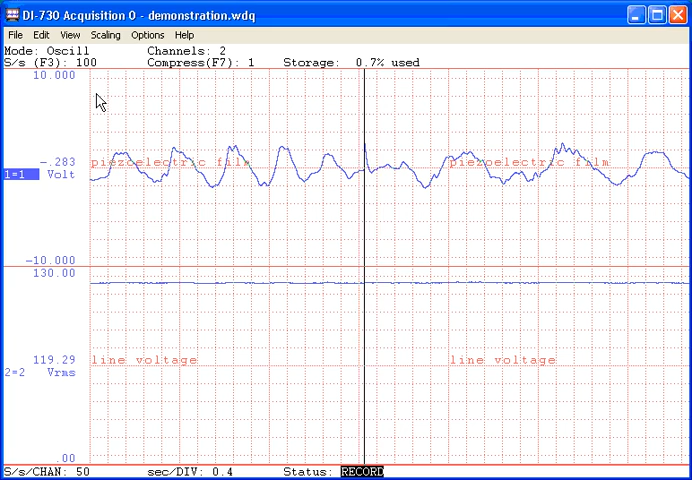 DI-730 Acquisition 0 - demonstration.wdq
File Edit View Scaling Options Help
Mode: Oscill Channels: 2
S/s (F3): 100 Compress(F7): 1 Storage: 0.7% used
10.000
-.283 piezoelectric film piezoelectric film
1=1 Volt
-10.000
130.00
119.29 line voltage line voltage
2=2 Vrms
.00
S/s/CHAN: 50 sec/DIV: 0.4 Status: RECORD